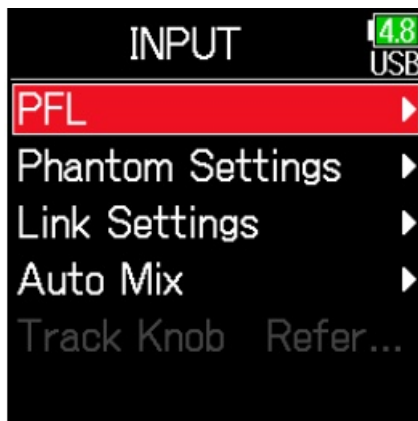 INPUT
4.8
USB
PFL
Phantom Settings
Link Settings
Auto Mix
Track Knob Refer...